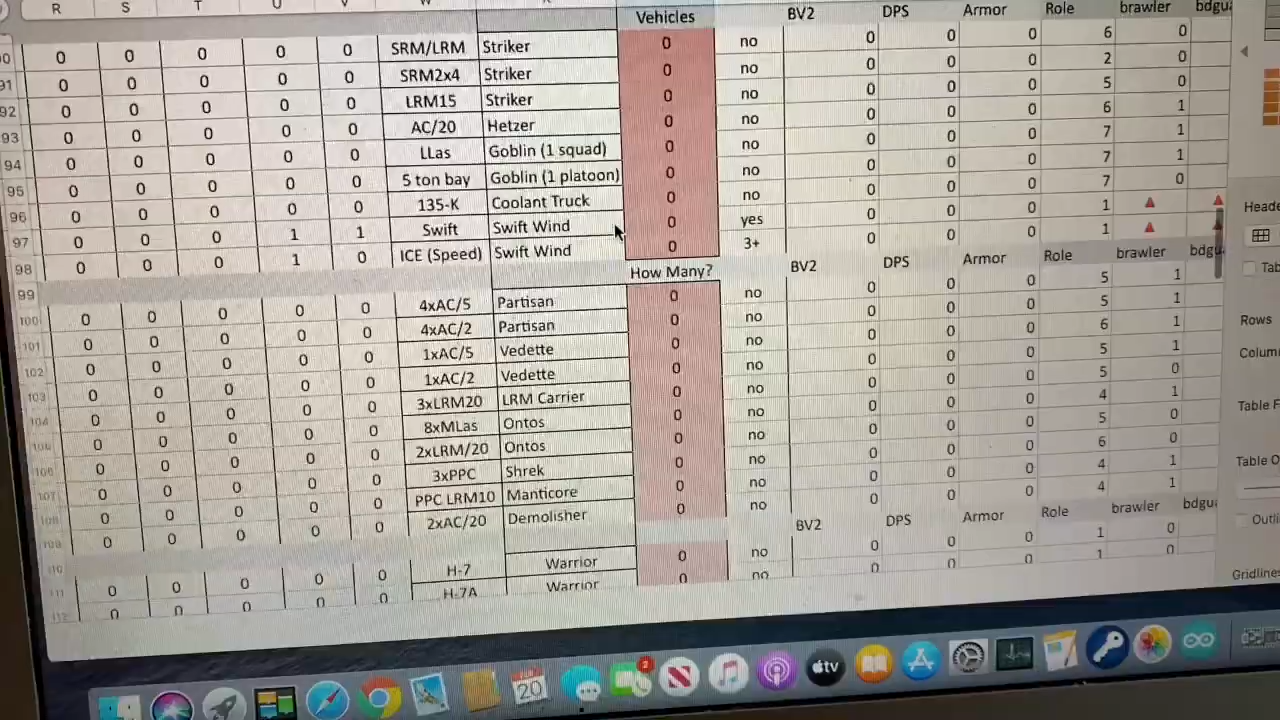 R S T U V W Vehicles BV2 DPS Armor Role brawler
90 0 0 0 0 0 SRM/LRM Striker 0 no 0 0 0 6 0
91 0 0 0 0 0 SRM2x4 Striker 0 no 0 0 0 2 0
92 0 0 0 0 0 LRM15 Striker 0 no 0 0 0 5 0
93 0 0 0 0 0 AC/20 Hetzer 0 no 0 0 0 6 1
94 0 0 0 0 0 LLas Goblin (1 squad) 0 no 0 0 0 7 1
95 0 0 0 0 0 5 ton bay Goblin (1 platoon) 0 no 0 0 0 7 1
96 0 0 0 0 0 135-K Coolant Truck 0 no 0 0 0 7 0
97 0 0 0 1 1 Swift Swift Wind 0 yes 0 0 0 1
98 0 0 0 1 0 ICE (Speed) Swift Wind 0 3+ 0 0 0 1
99 How Many? BV2 DPS Armor Role brawler
100 0 0 0 0 0 4xAC/5 Partisan 0 no 0 0 0 5 1
101 0 0 0 0 0 4xAC/2 Partisan 0 no 0 0 0 5 1
102 0 0 0 0 0 1xAC/5 Vedette 0 no 0 0 0 6 1
103 0 0 0 0 0 1xAC/2 Vedette 0 no 0 0 0 5 1
104 0 0 0 0 0 3xLRM20 LRM Carrier 0 no 0 0 0 5 0
105 0 0 0 0 0 8xMLas Ontos 0 no 0 0 0 4 1
106 0 0 0 0 0 2xLRM/20 Ontos 0 no 0 0 0 5 0
107 0 0 0 0 0 3xPPC Shrek 0 no 0 0 0 6 0
108 0 0 0 0 0 PPC LRM10 Manticore 0 no 0 0 0 4 1
109 0 0 0 0 0 2xAC/20 Demolisher 0 no 0 0 0 4 1
110 BV2 DPS Armor Role brawler
111 0 0 0 0 0 H-7 Warrior 0 no 0 0 0 1 0
112 0 0 0 0 0 H-7A Warrior 0 no 0 0 0 1 0
Rows
Table O
Gridlines
2
20
tv